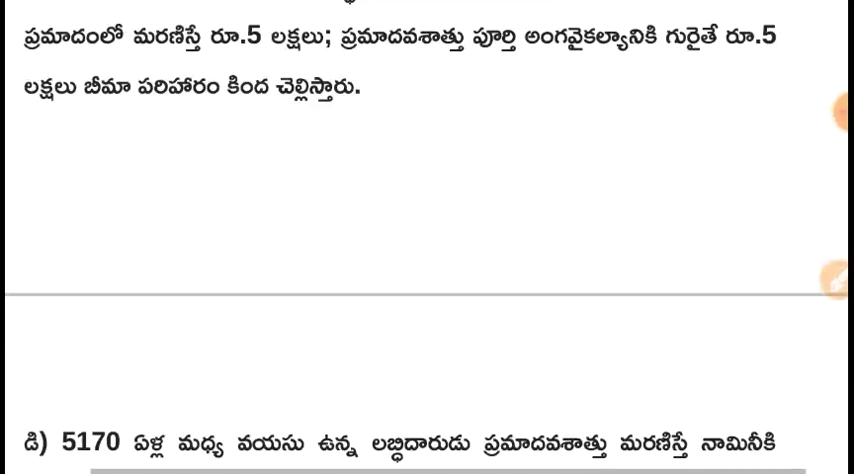 ప్రమాదంలో మరణిస్తే రూ.5 లక్షలు; ప్రమాదవశాత్తు పూర్తి అంగవైకల్యానికి గురైతే రూ.5
లక్షలు బీమా పరిహారం కింద చెల్లిస్తారు.
డి) 5170 ఏళ్ల మధ్య వయసు ఉన్న లబ్ధిదారుడు ప్రమాదవశాత్తు మరణిస్తే నామినీకి